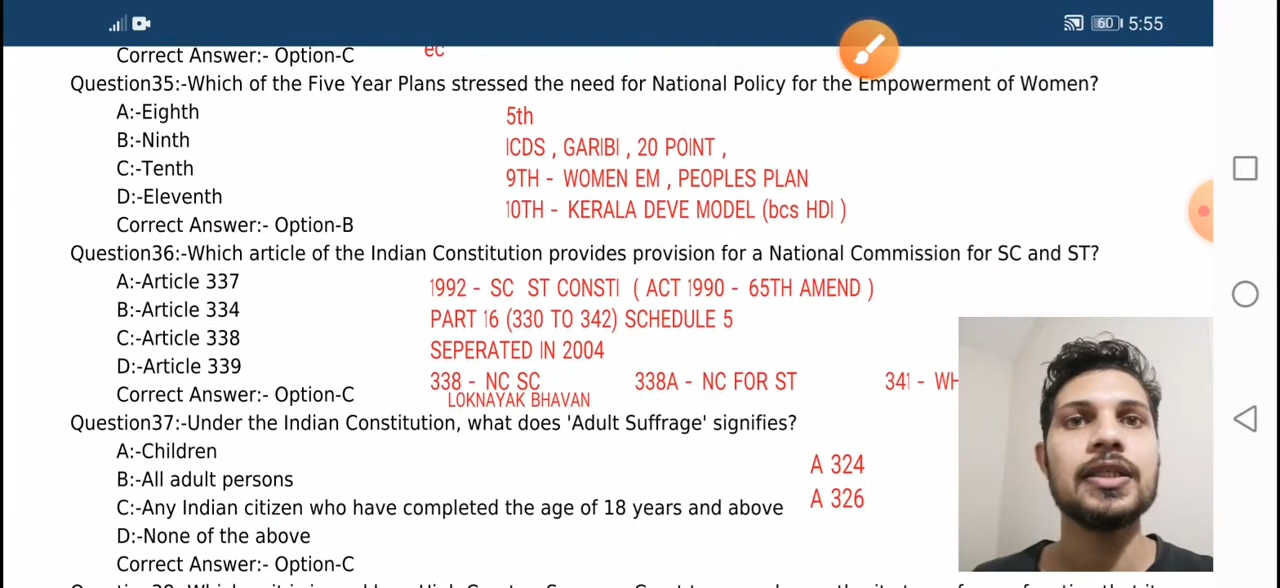 60 5:55
Correct Answer:- Option-C ec
Question35:-Which of the Five Year Plans stressed the need for National Policy for the Empowerment of Women?
A:-Eighth
5th
B:-Ninth
ICDS , GARIBI , 20 POINT ,
C:-Tenth
9TH - WOMEN EM , PEOPLES PLAN
D:-Eleventh
10TH - KERALA DEVE MODEL (bcs HDI )
Correct Answer:- Option-B
Question36:-Which article of the Indian Constitution provides provision for a National Commission for SC and ST?
A:-Article 337
1992 - SC ST CONSTI ( ACT 1990 - 65TH AMEND )
B:-Article 334
PART 16 (330 TO 342) SCHEDULE 5
C:-Article 338
SEPERATED IN 2004
D:-Article 339
338 - NC SC 338A - NC FOR ST 341 - WH
Correct Answer:- Option-C
LOKNAYAK BHAVAN
Question37:-Under the Indian Constitution, what does 'Adult Suffrage' signifies?
A:-Children
A 324
B:-All adult persons
A 326
C:-Any Indian citizen who have completed the age of 18 years and above
D:-None of the above
Correct Answer:- Option-C